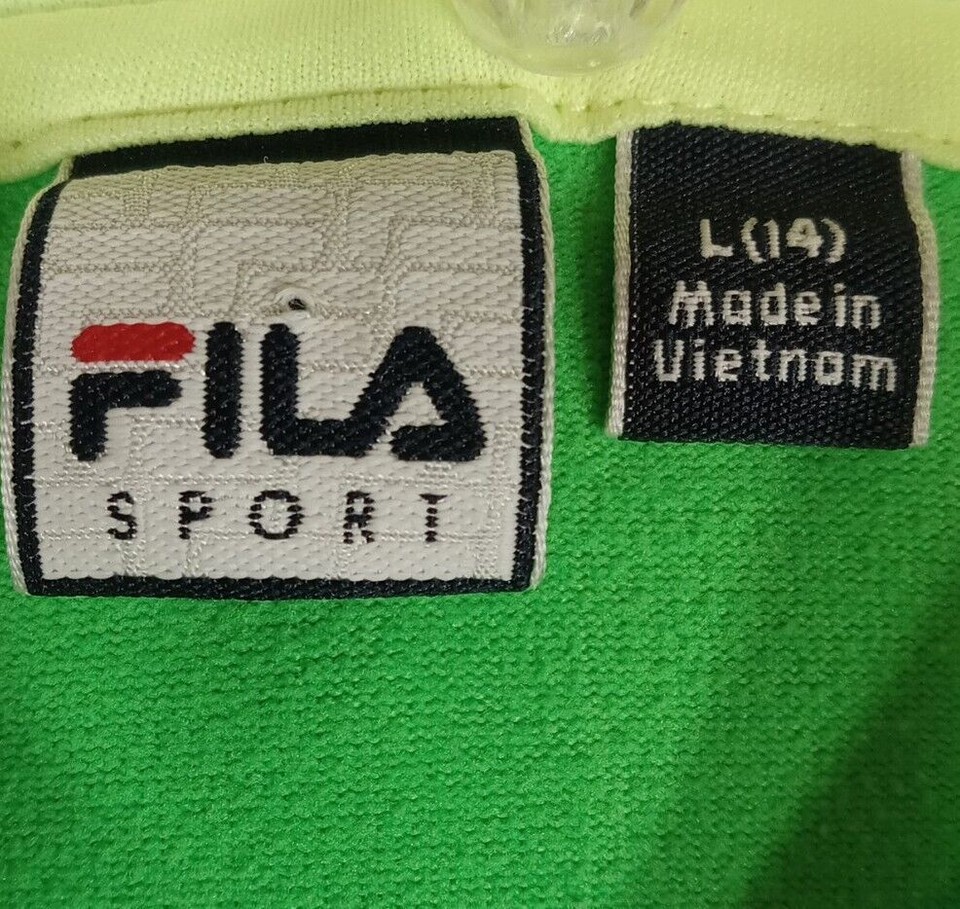 FILA
SPORT
L(14)
Made in
Vietnam